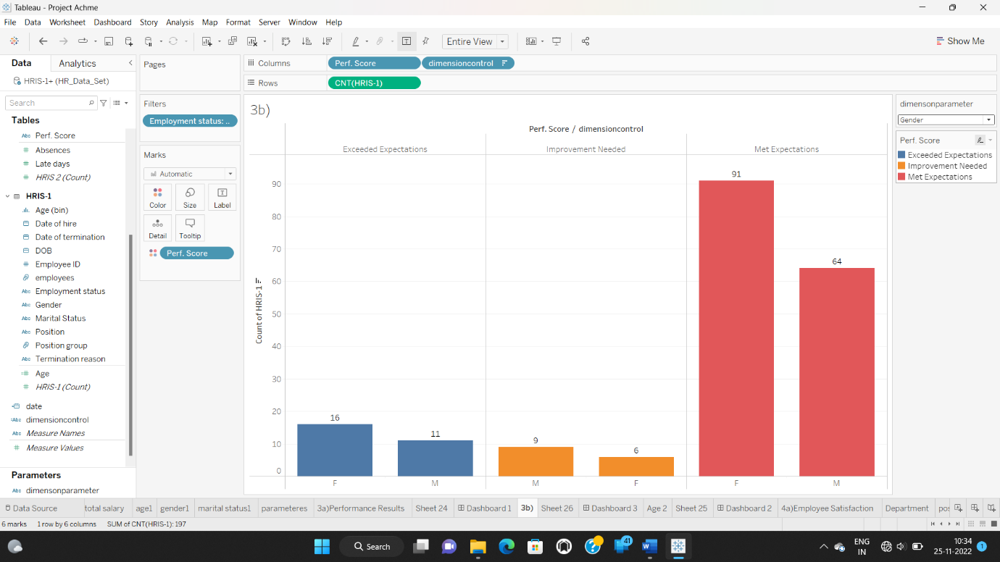 Tableau - Project Achme
File Data Worksheet Dashboard Story Analysis Map Format Server Window Help
Entire View
Show Me
Data Analytics
HRIS-1+ (HR_Data_Set)
Search
Tables
Abc Perf. Score
# Absences
# Late days
# HRIS 2 (Count)
HRIS-1
Age (bin)
Date of hire
Date of termination
DOB
# Employee ID
employees
Abc Employment status
Abc Gender
Abc Marital Status
Abc Position
Position group
Abc Termination reason
=# Age
# HRIS-1 (Count)
date
=Abc dimensioncontrol
Abc Measure Names
# Measure Values
Parameters
Abc dimensonparameter
Pages
Filters
Employment status: ..
Marks
Automatic
Color Size Label
Detail Tooltip
Perf. Score
Columns Perf. Score dimensioncontrol
Rows CNT(HRIS-1)
3b)
Perf. Score / dimensioncontrol
Exceeded Expectations Improvement Needed Met Expectations
Count of HRIS-1
90
80
70
60
50
40
30
20
10
0
16 11 9 6 91 64
F M M F F M
dimensonparameter
Gender
Perf. Score
Exceeded Expectations
Improvement Needed
Met Expectations
Data Source total salary age1 gender1 marital status1 parameteres 3a)Performance Results Sheet 24 Dashboard 1 3b) Sheet 26 Dashboard 3 Age 2 Sheet 25 Dashboard 2 4a)Employee Satisfaction Department pos
6 marks 1 row by 6 columns SUM of CNT(HRIS-1): 197
Search
41
ENG
IN
10:34
25-11-2022
1